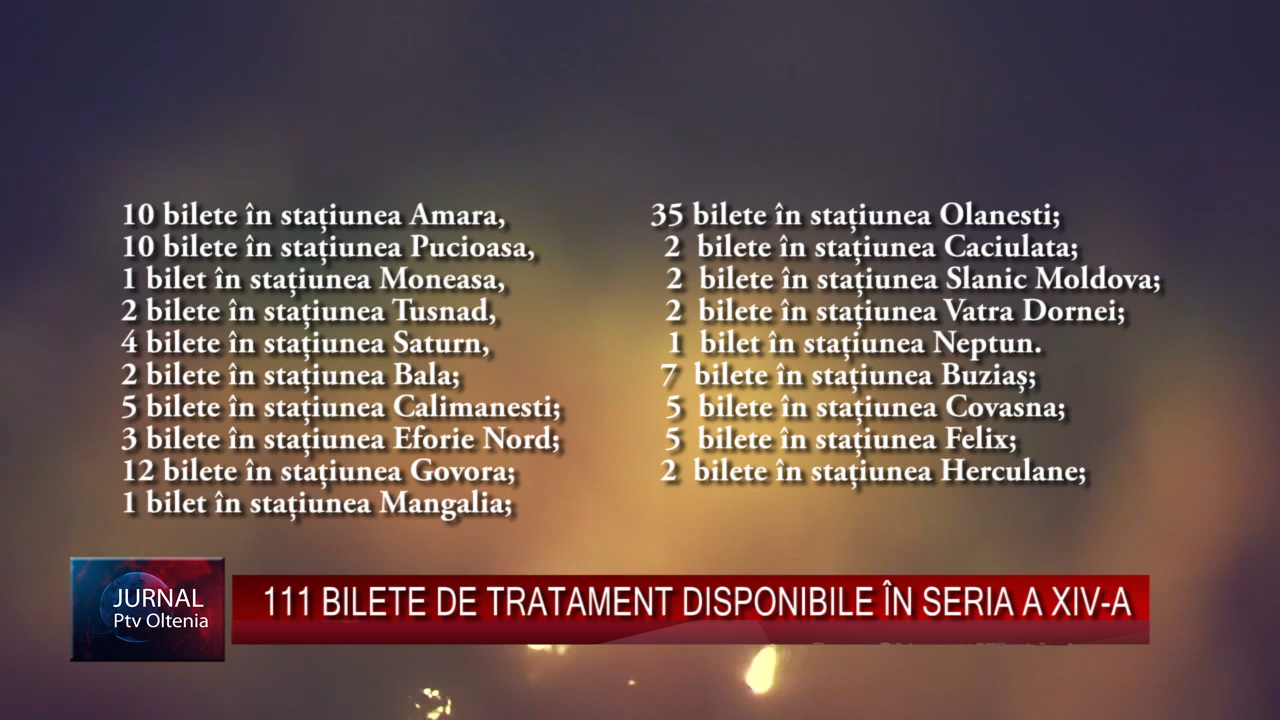 10 bilete în stațiunea Amara,
10 bilete în stațiunea Pucioasa,
1 bilet în stațiunea Moneasa,
2 bilete în stațiunea Tusnad,
4 bilete în stațiunea Saturn,
2 bilete în stațiunea Bala;
5 bilete în stațiunea Calimanesti;
3 bilete în stațiunea Eforie Nord;
12 bilete în stațiunea Govora;
1 bilet în stațiunea Mangalia;
35 bilete în stațiunea Olanesti;
2 bilete în stațiunea Caciulata;
2 bilete în stațiunea Slanic Moldova;
2 bilete în stațiunea Vatra Dornei;
1 bilet în stațiunea Neptun.
7 bilete în stațiunea Buziaș;
5 bilete în stațiunea Covasna;
5 bilete în stațiunea Felix;
2 bilete în stațiunea Herculane;
JURNAL
Ptv Oltenia
111 BILETE DE TRATAMENT DISPONIBILE ÎN SERIA A XIV-A